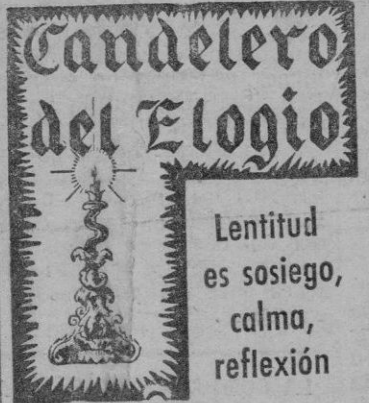 Candelero
del Elogio
Lentitud
es sosiego,
calma,
reflexión